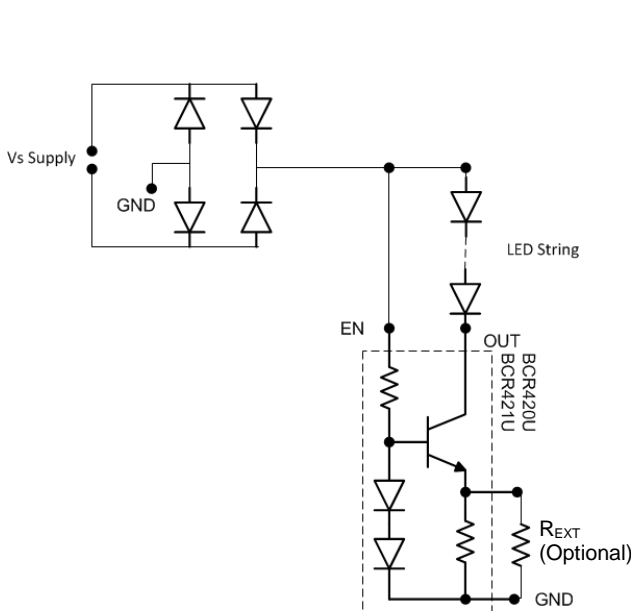 Vs Supply
GND
LED String
EN
OUT
BCR420U
BCR421U
REXT
(Optional)
GND